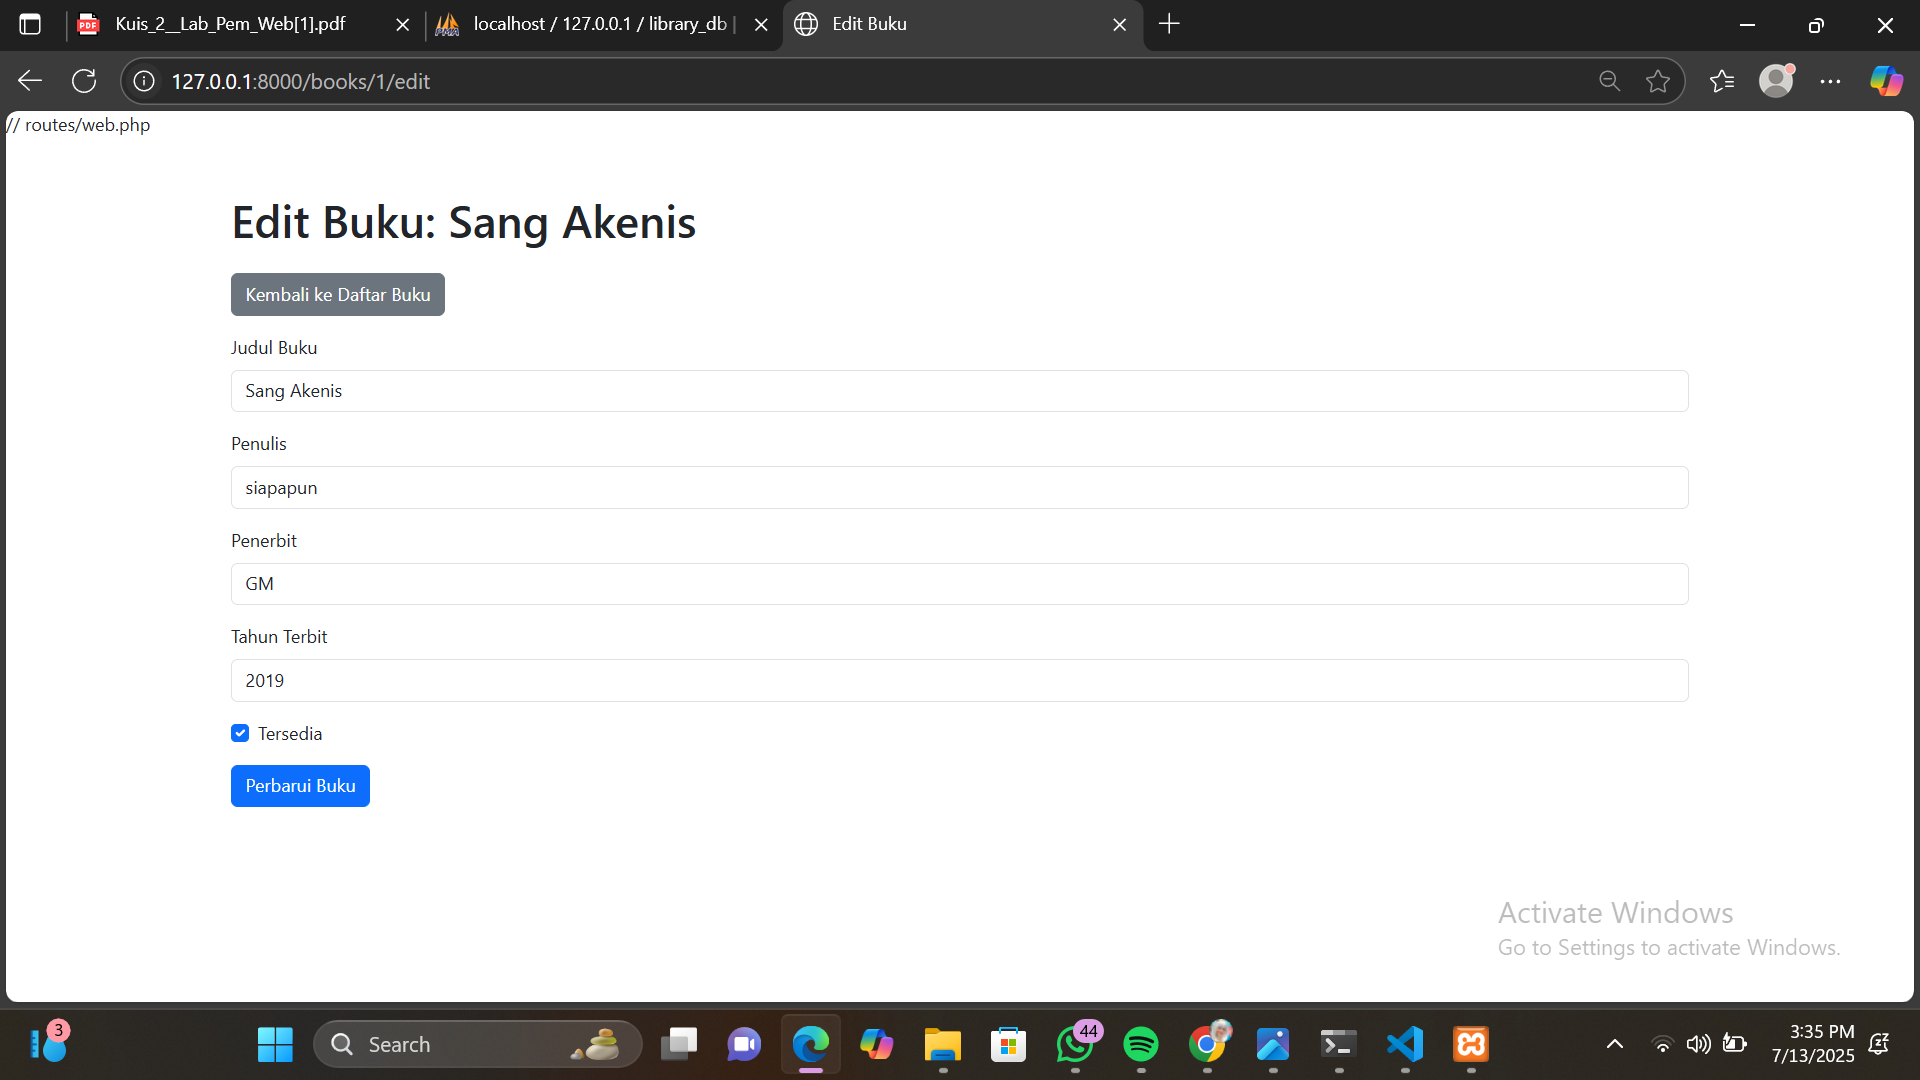 Kuis_2__Lab_Pem_Web[1].pdf
localhost / 127.0.0.1 / library_db |
Edit Buku
127.0.0.1:8000/books/1/edit
// routes/web.php
Edit Buku: Sang Akenis
Kembali ke Daftar Buku
Judul Buku
Sang Akenis
Penulis
siapapun
Penerbit
GM
Tahun Terbit
2019
Tersedia
Perbarui Buku
Activate Windows
Go to Settings to activate Windows.
3
Search
44
3:35 PM
7/13/2025